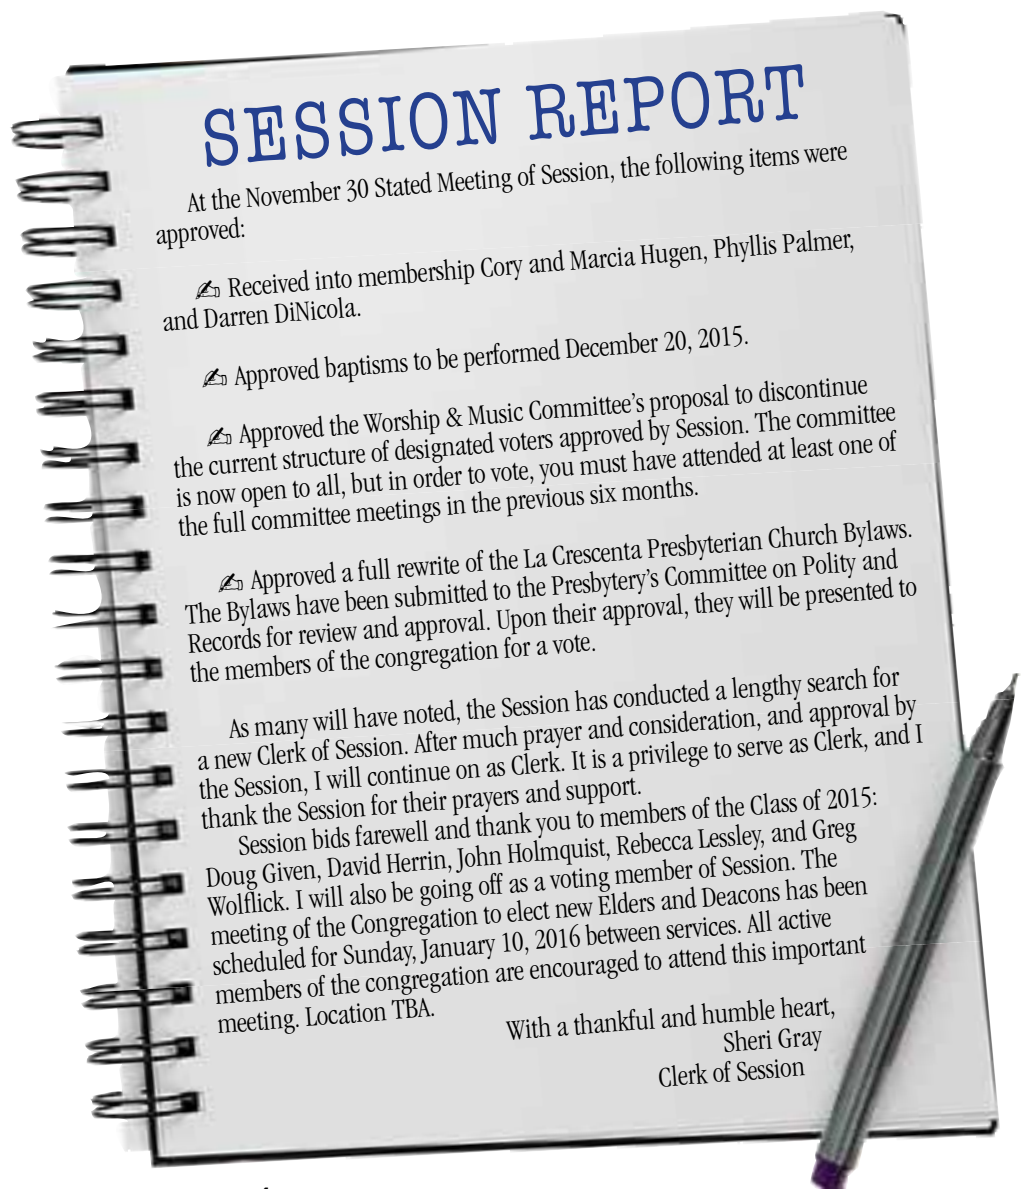 SESSION REPORT
At the November 30 Stated Meeting of Session, the following items were
approved:
✍ Received into membership Cory and Marcia Hugen, Phyllis Palmer,
and Darren DiNicola.
✍ Approved baptisms to be performed December 20, 2015.
✍ Approved the Worship & Music Committee's proposal to discontinue
the current structure of designated voters approved by Session. The committee
is now open to all, but in order to vote, you must have attended at least one of
the full committee meetings in the previous six months.
✍ Approved a full rewrite of the La Crescenta Presbyterian Church Bylaws.
The Bylaws have been submitted to the Presbytery's Committee on Polity and
Records for review and approval. Upon their approval, they will be presented to
the members of the congregation for a vote.
As many will have noted, the Session has conducted a lengthy search for
a new Clerk of Session. After much prayer and consideration, and approval by
the Session, I will continue on as Clerk. It is a privilege to serve as Clerk, and I
thank the Session for their prayers and support.
Session bids farewell and thank you to members of the Class of 2015:
Doug Given, David Herrin, John Holmquist, Rebecca Lessley, and Greg
Wolflick. I will also be going off as a voting member of Session. The
meeting of the Congregation to elect new Elders and Deacons has been
scheduled for Sunday, January 10, 2016 between services. All active
members of the congregation are encouraged to attend this important
meeting. Location TBA.
With a thankful and humble heart,
Sheri Gray
Clerk of Session